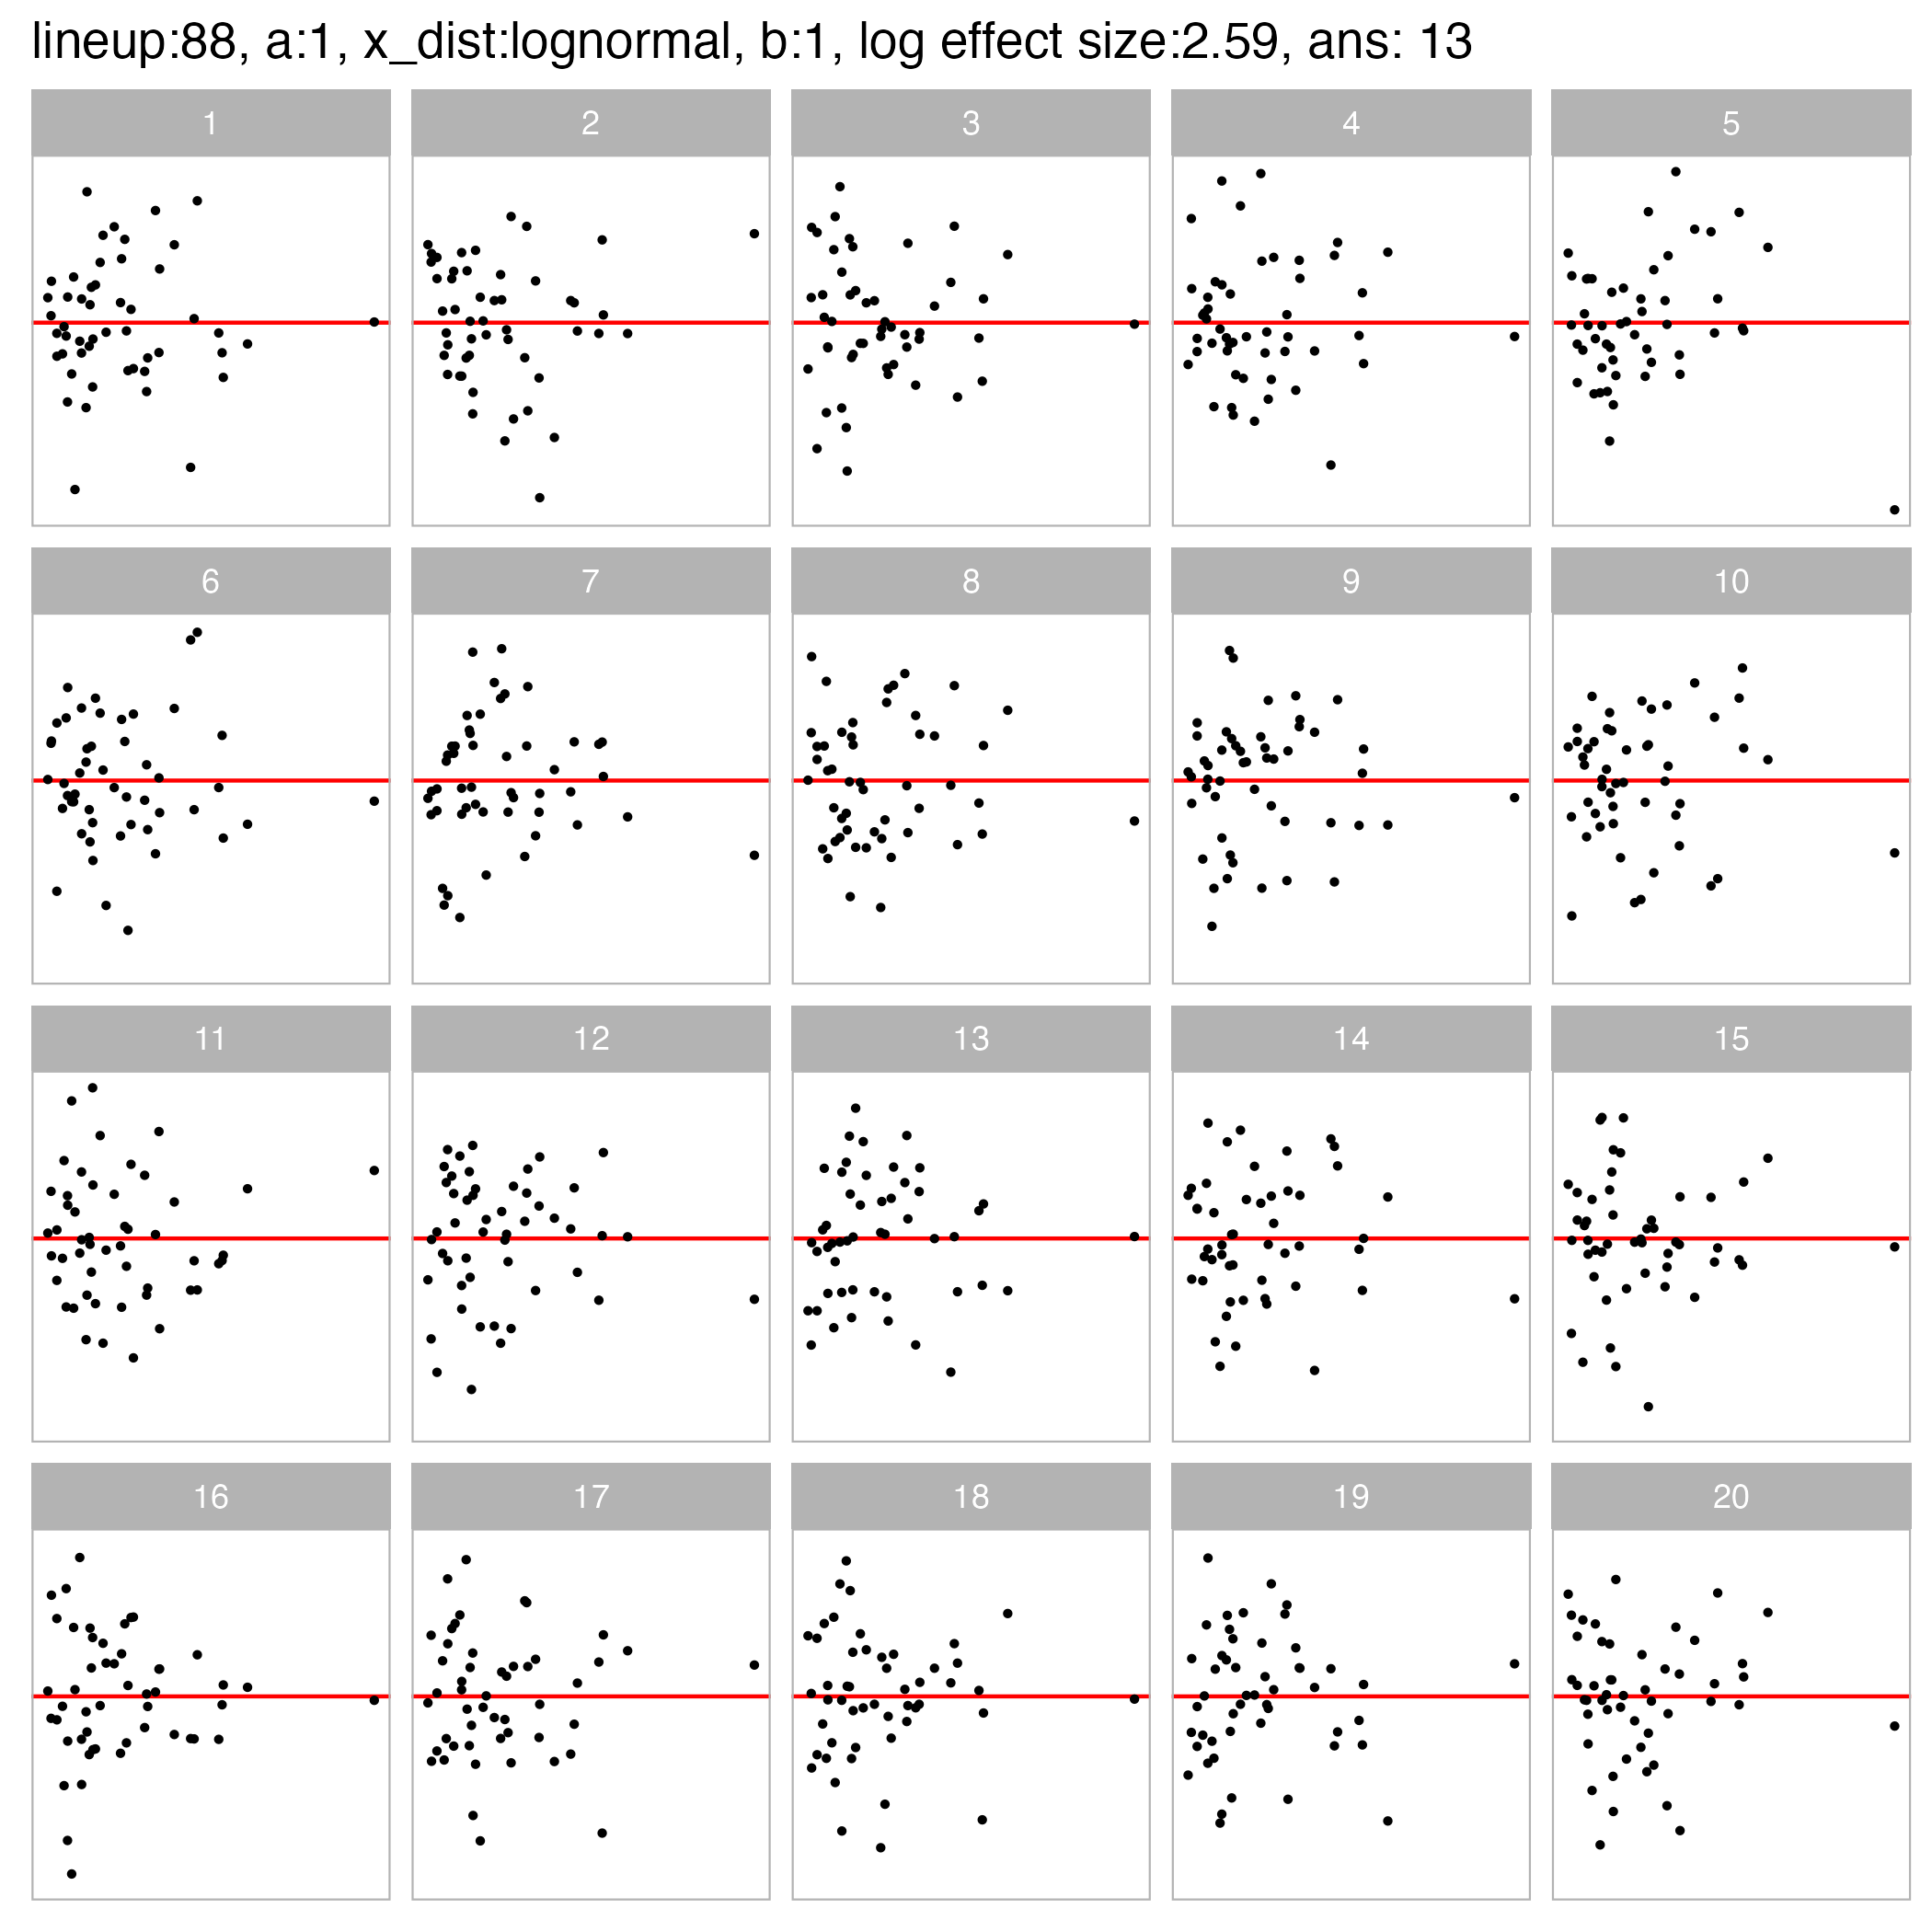 lineup:88, a:1, x_dist:lognormal, b:1, log effect size:2.59, ans: 13
1 2 3 4 5
6 7 8 9 10
11 12 13 14 15
16 17 18 19 20